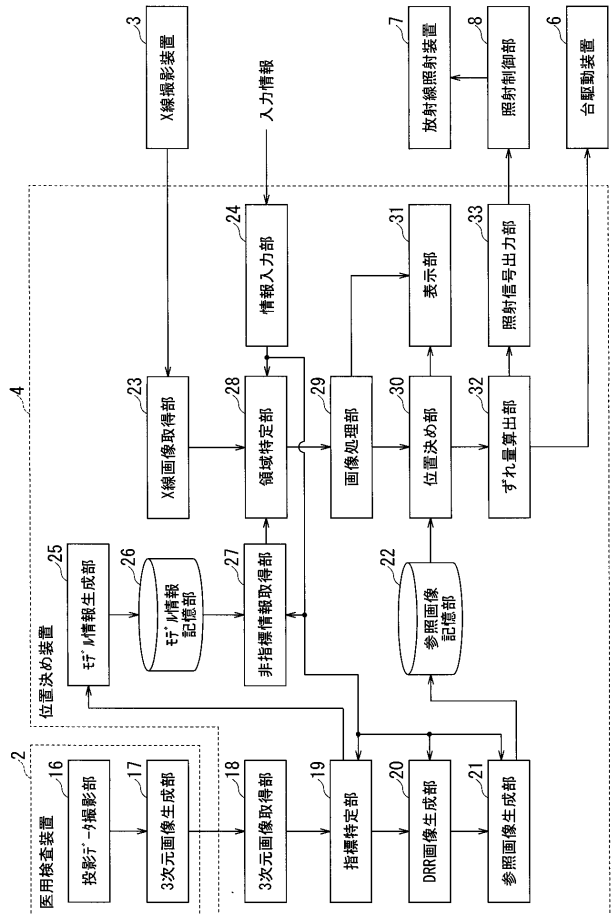 医用検査装置
2
投影データ撮影部
16
3次元画像生成部
17
3次元画像取得部
18
指標特定部
19
DRR画像生成部
20
参照画像生成部
21
位置決め装置
4
モデル情報生成部
25
モデル情報
記憶部
26
非指標情報取得部
27
参照画像
記憶部
22
X線画像取得部
23
領域特定部
28
画像処理部
29
位置決め部
30
ずれ量算出部
32
情報入力部
24
表示部
31
照射信号出力部
33
X線撮影装置
3
入力情報
放射線照射装置
7
照射制御部
8
台駆動装置
6